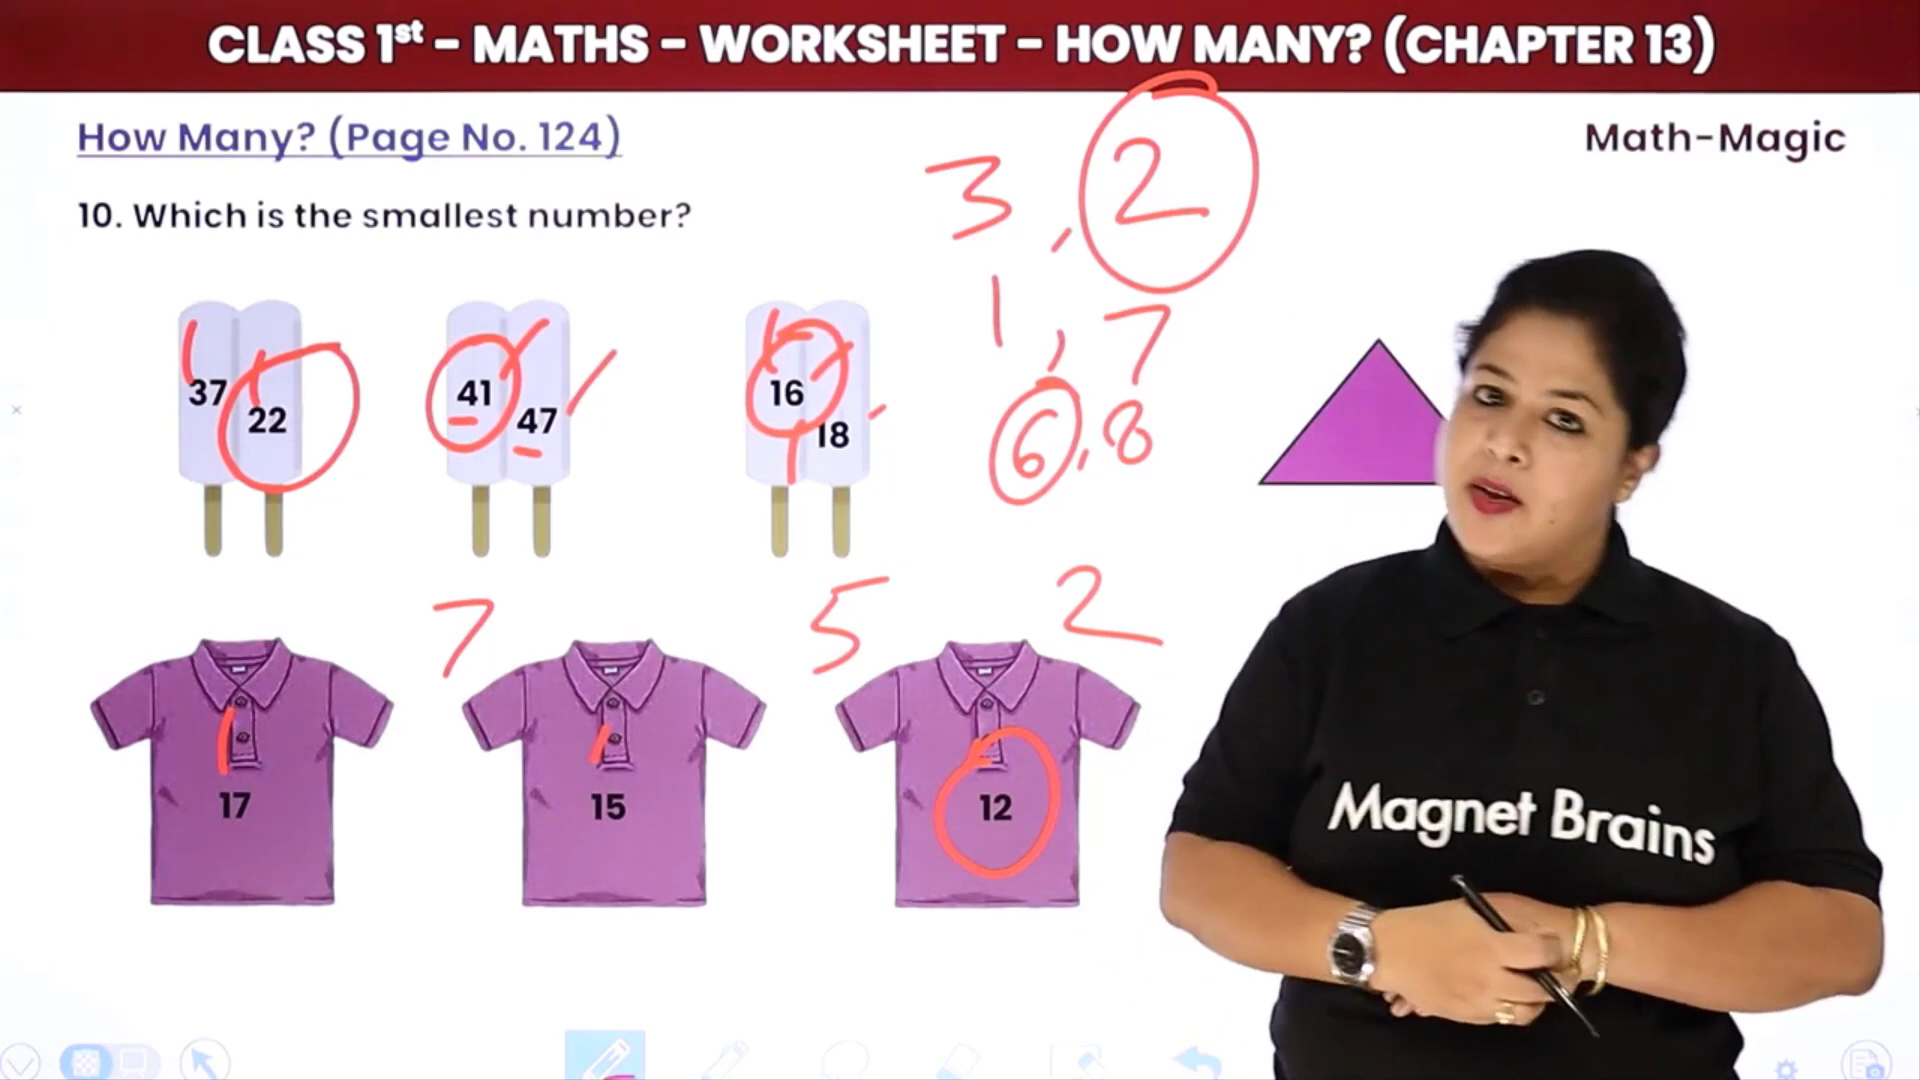 CLASS 1st - MATHS - WORKSHEET - HOW MANY? (CHAPTER 13)
How Many? (Page No. 124)
Math-Magic
10. Which is the smallest number?
3, 2
1, 7
6, 8
37 22
41 47
16 18
7 5 2
17 15 12
Magnet Brains